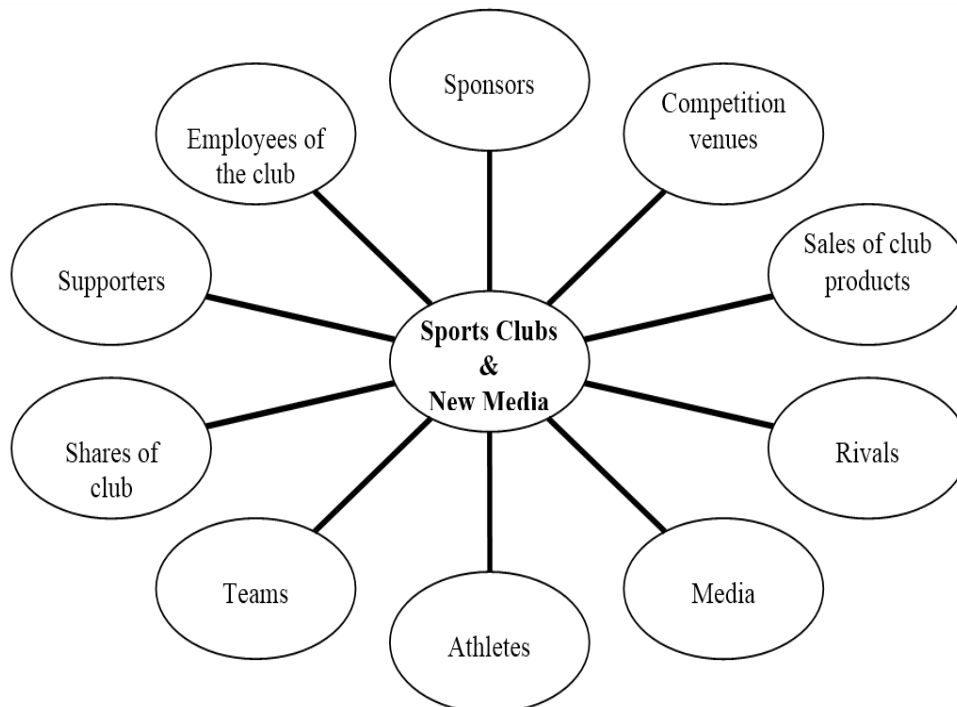 Sponsors
Competition
venues
Employees of
the club
Sales of club
products
Supporters
Sports Clubs
&
New Media
Shares of
club
Rivals
Teams
Media
Athletes